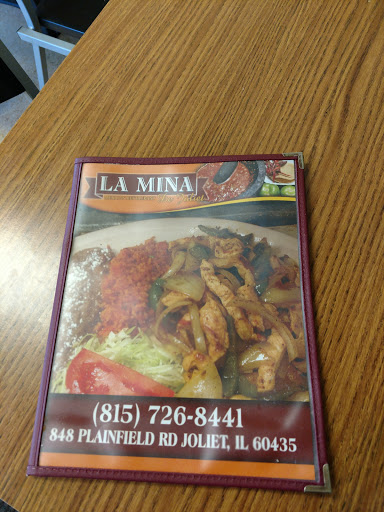 LA MINA
(815) 726-8441
848 PLAINFIELD RD JOLIET, IL 60435